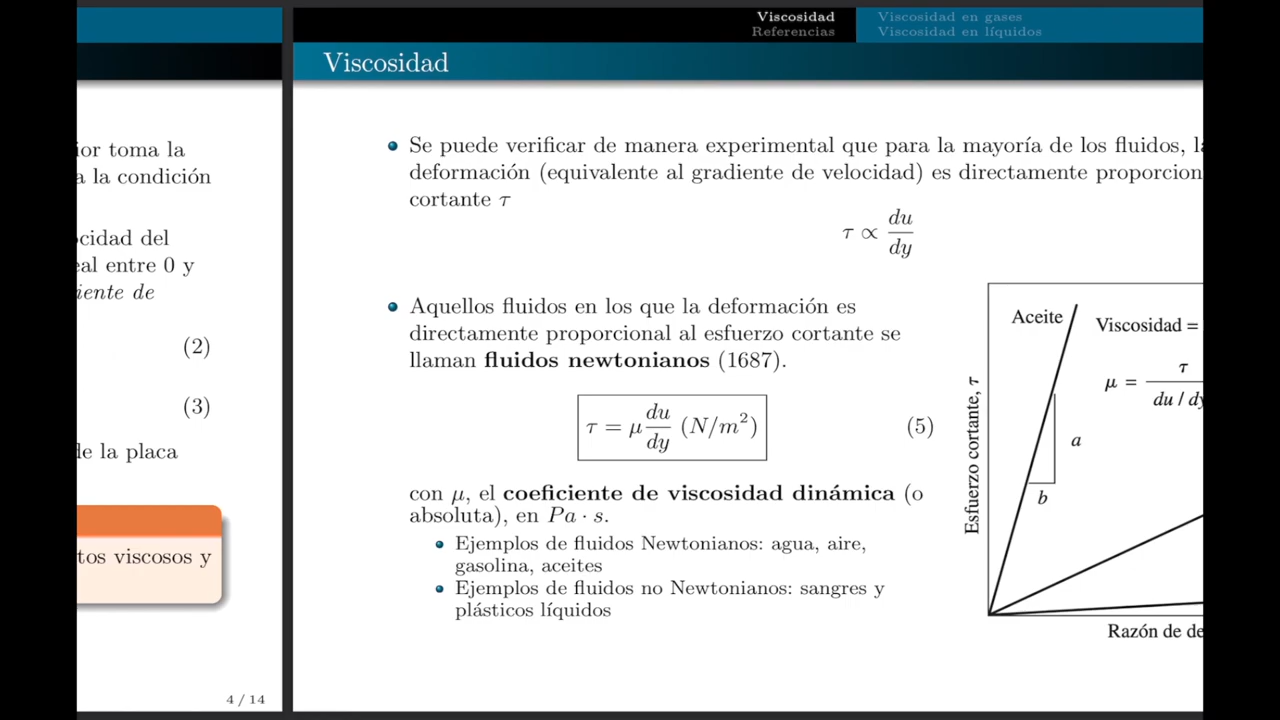 ior toma la
a la condición
cidad del
eal entre 0 y
iente de
(2)
(3)
de la placa
tos viscosos y
4 / 14
Viscosidad
Referencias
Viscosidad en gases
Viscosidad en líquidos
Viscosidad
Se puede verificar de manera experimental que para la mayoría de los fluidos, la
deformación (equivalente al gradiente de velocidad) es directamente proporcion
cortante τ
τ ∝ du/dy
Aquellos fluidos en los que la deformación es
directamente proporcional al esfuerzo cortante se
llaman fluidos newtonianos (1687).
τ = μ du/dy (N/m²) (5)
con μ, el coeficiente de viscosidad dinámica (o
absoluta), en Pa · s.
Ejemplos de fluidos Newtonianos: agua, aire,
gasolina, aceites
Ejemplos de fluidos no Newtonianos: sangres y
plásticos líquidos
Esfuerzo cortante, τ
Aceite
Viscosidad =
μ = τ / du / dy
a
b
Razón de de